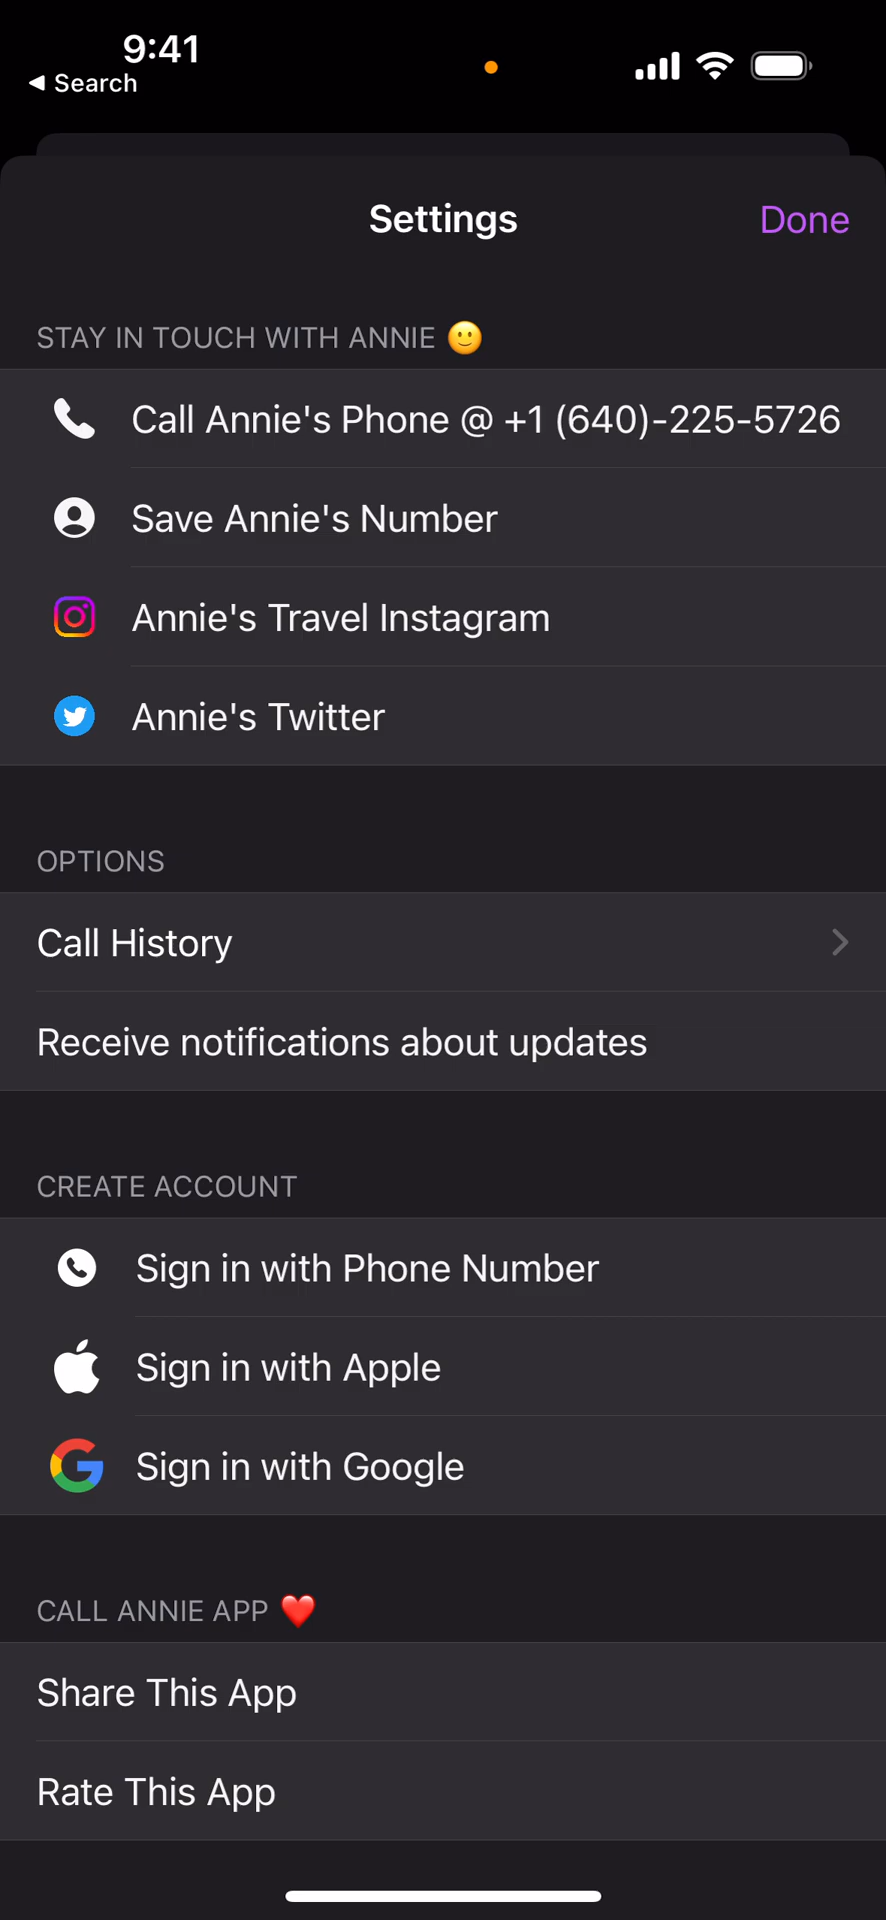 9:41
◀ Search
Settings
Done
STAY IN TOUCH WITH ANNIE 🙂
Call Annie's Phone @ +1 (640)-225-5726
Save Annie's Number
Annie's Travel Instagram
Annie's Twitter
OPTIONS
Call History
Receive notifications about updates
CREATE ACCOUNT
Sign in with Phone Number
Sign in with Apple
Sign in with Google
CALL ANNIE APP ❤️
Share This App
Rate This App